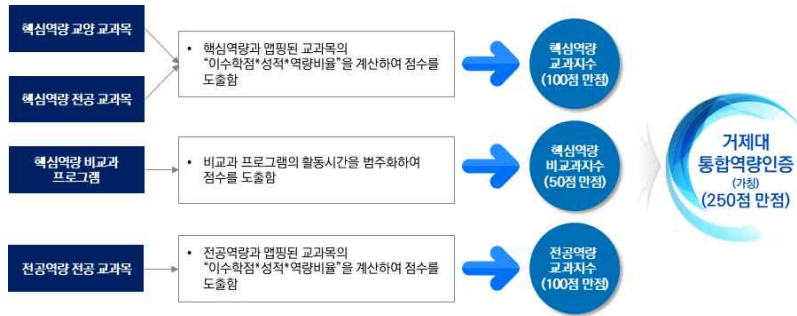 핵심역량 교양 교과목
핵심역량 전공 교과목
• 핵심역량과 맵핑된 교과목의
“이수학점*성적*역량비율”을 계산하여 점수를
도출함
핵심역량
교과지수
(100점 만점)
핵심역량 비교과
프로그램
• 비교과 프로그램의 활동시간을 범주화하여
점수를 도출함
핵심역량
비교과지수
(50점 만점)
전공역량 전공 교과목
• 전공역량과 맵핑된 교과목의
“이수학점*성적*역량비율”을 계산하여 점수를
도출함
전공역량
교과지수
(100점 만점)
거제대
통합역량인증
(가칭)
(250점 만점)